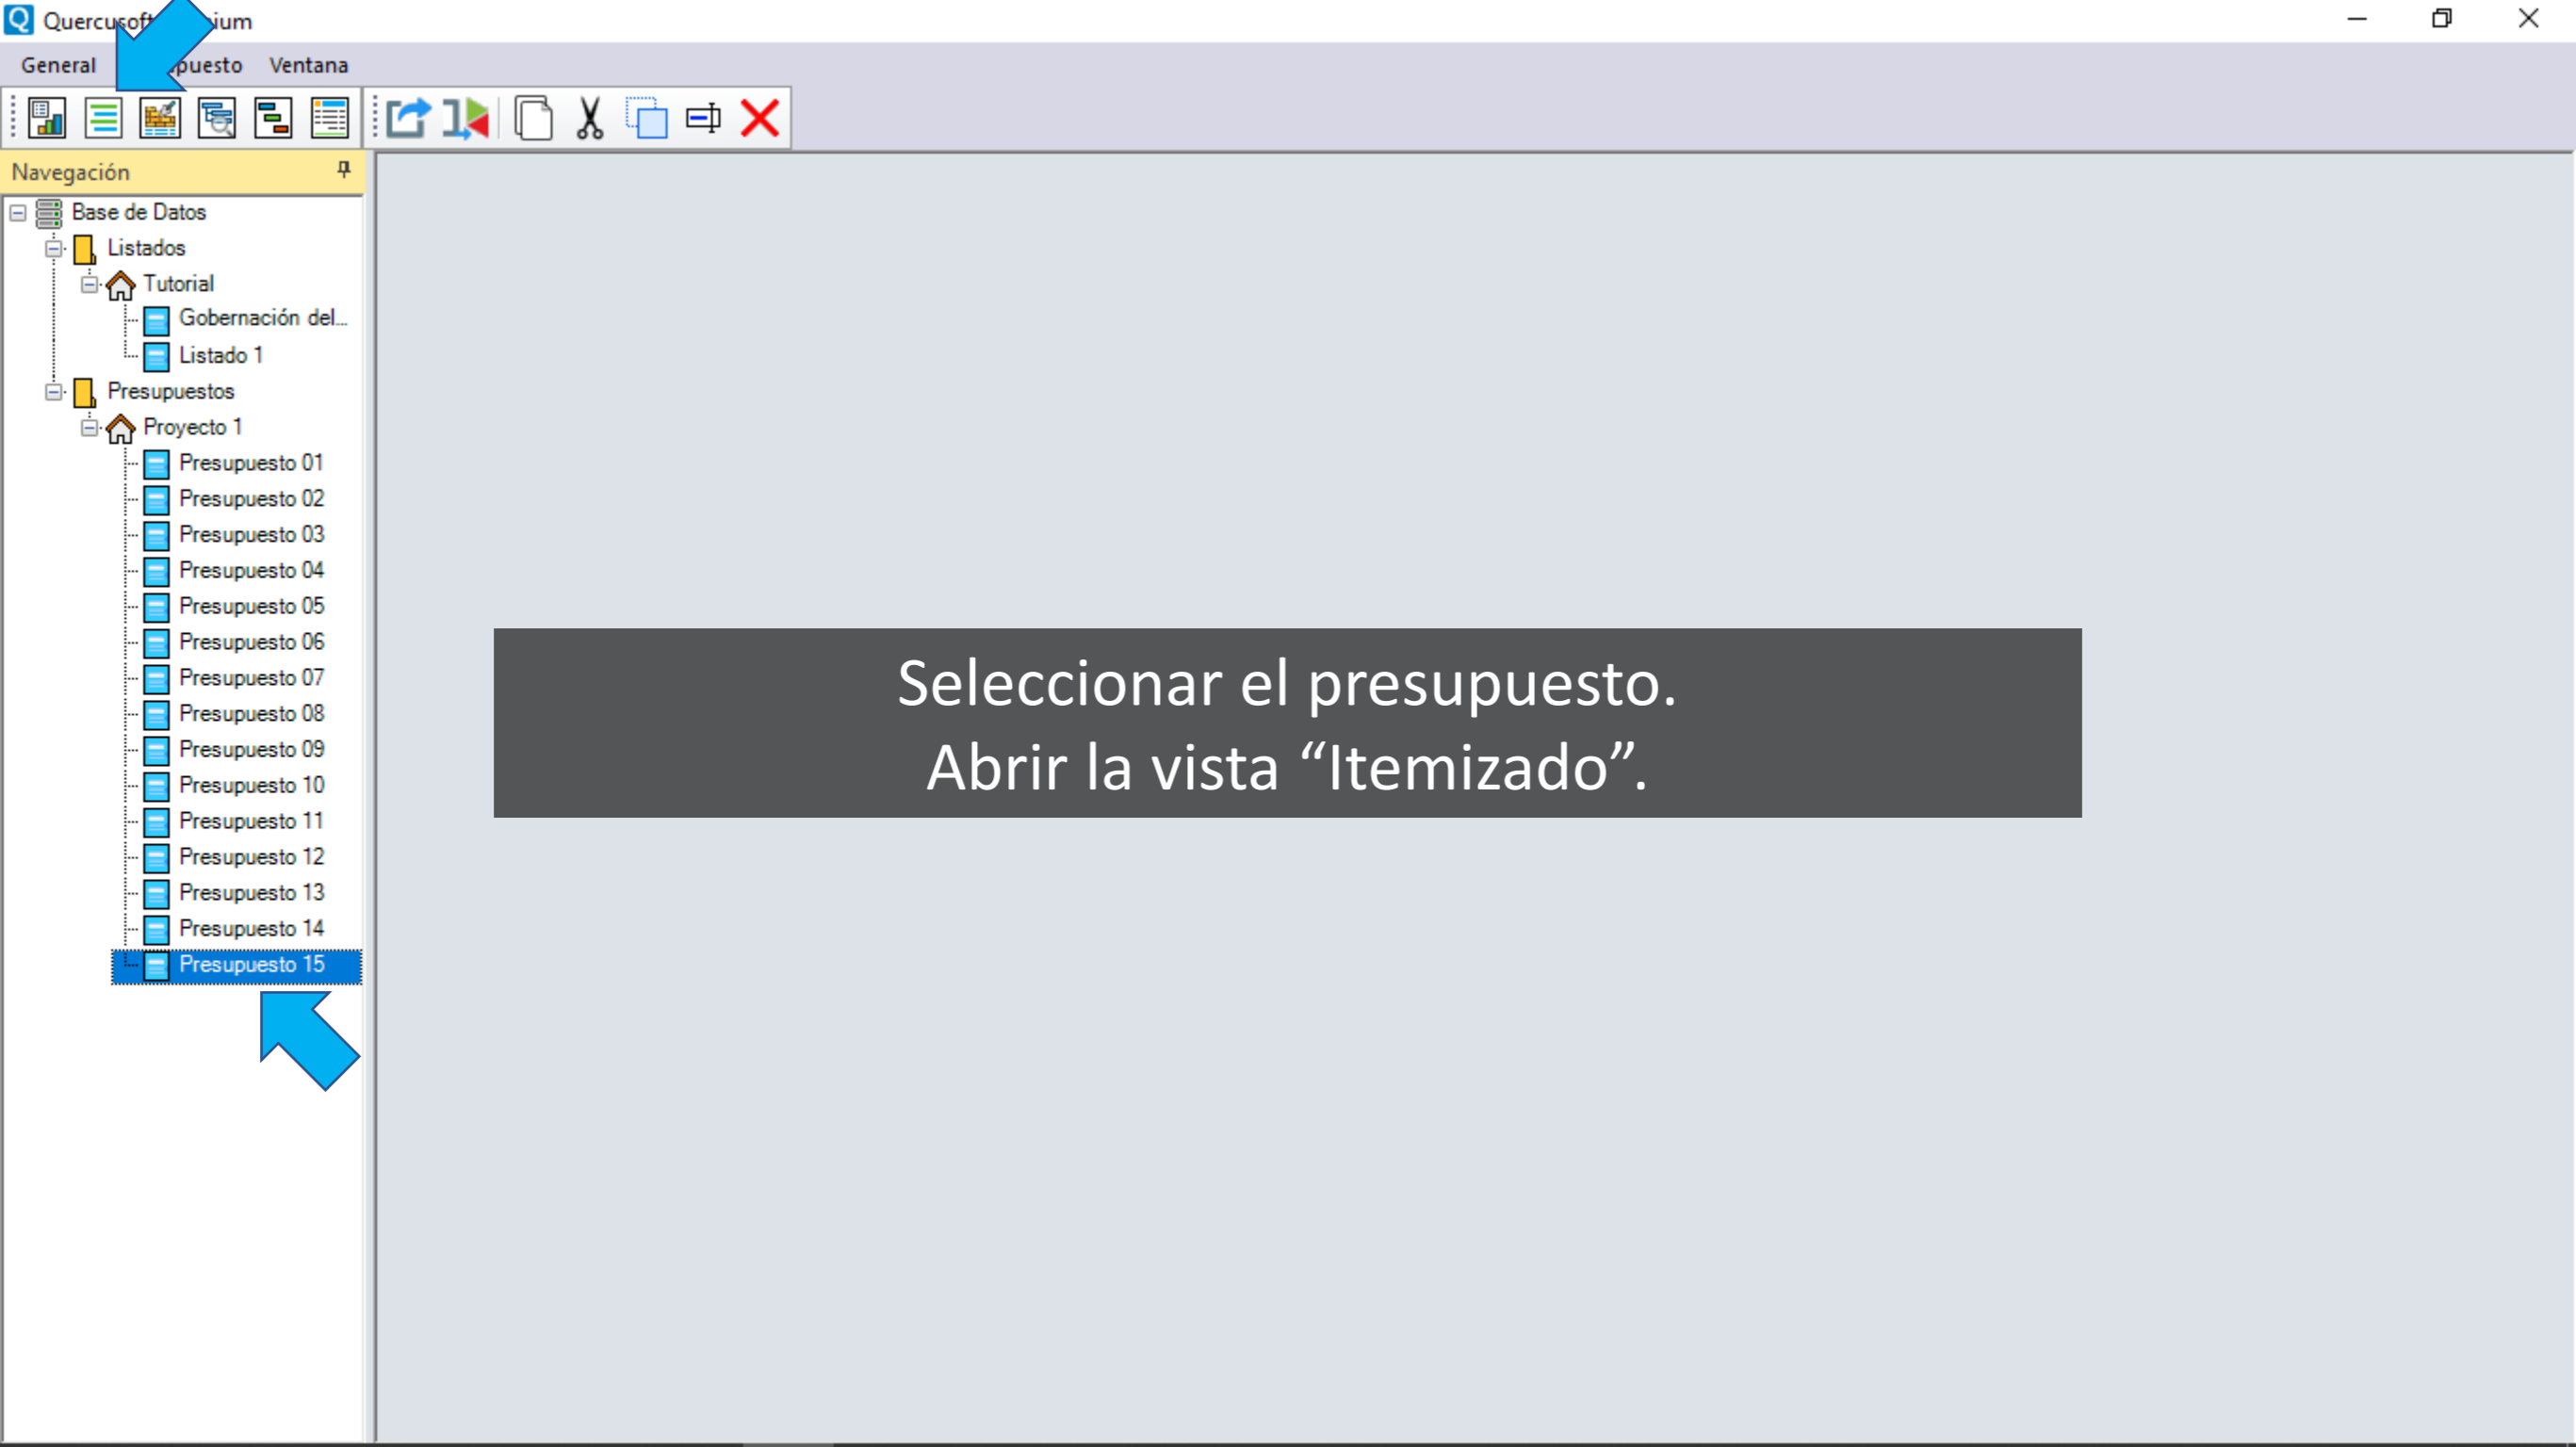 Quercusoft
General
Ventana
Navegación
Base de Datos
Listados
Tutorial
Gobernación del...
Listado 1
Presupuestos
Proyecto 1
Presupuesto 01
Presupuesto 02
Presupuesto 03
Presupuesto 04
Presupuesto 05
Presupuesto 06
Presupuesto 07
Presupuesto 08
Presupuesto 09
Presupuesto 10
Presupuesto 11
Presupuesto 12
Presupuesto 13
Presupuesto 14
Presupuesto 15
Seleccionar el presupuesto.
Abrir la vista “Itemizado”.